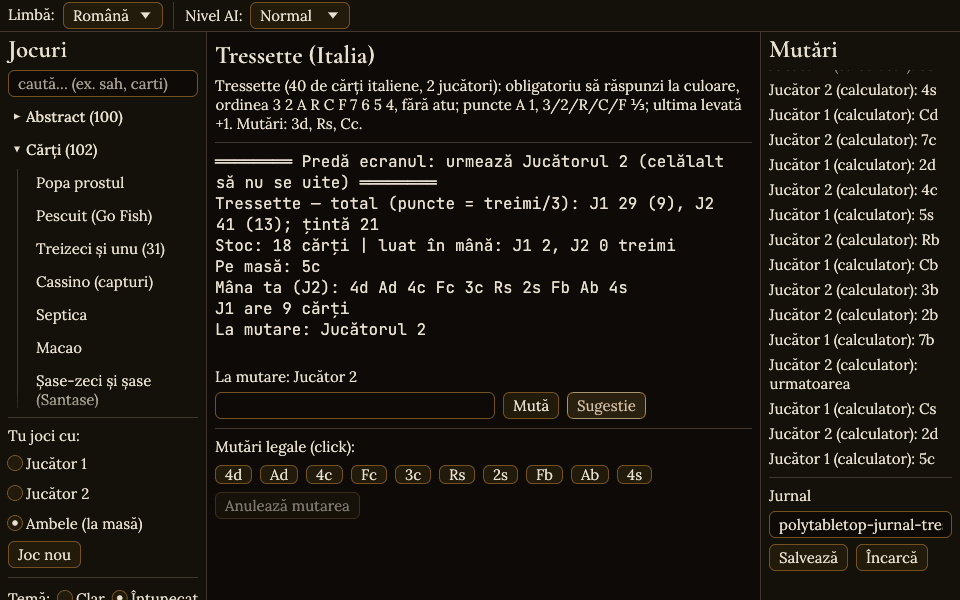 Limbă:
Română
Nivel AI:
Normal
Jocuri
caută... (ex. sah, carti)
Abstract (100)
Cărți (102)
Popa prostul
Pescuit (Go Fish)
Treizeci și unu (31)
Cassino (capturi)
Septica
Macao
Șase-zeci și șase
(Santase)
Tu joci cu:
Jucător 1
Jucător 2
Ambele (la masă)
Joc nou
Temă:
Clar
Întunecat
Tressette (Italia)
Tressette (40 de cărți italiene, 2 jucători): obligatoriu să răspunzi la culoare,
ordinea 3 2 A R C F 7 6 5 4, fără atu; puncte A 1, 3/2/R/C/F ⅓; ultima levată
+1. Mutări: 3d, Rs, Cc.
════════ Predă ecranul: urmează Jucătorul 2 (celălalt
să nu se uite) ════════
Tressette — total (puncte = treimi/3): J1 29 (9), J2
41 (13); țintă 21
Stoc: 18 cărți | luat în mână: J1 2, J2 0 treimi
Pe masă: 5c
Mâna ta (J2): 4d Ad 4c Fc 3c Rs 2s Fb Ab 4s
J1 are 9 cărți
La mutare: Jucătorul 2
La mutare: Jucător 2
Mută
Sugestie
Mutări legale (click):
4d Ad 4c Fc 3c Rs 2s Fb Ab 4s
Anulează mutarea
Mutări
Jucător 2 (calculator): 4s
Jucător 1 (calculator): Cd
Jucător 2 (calculator): 7c
Jucător 1 (calculator): 2d
Jucător 2 (calculator): 4c
Jucător 1 (calculator): 5s
Jucător 2 (calculator): Rb
Jucător 1 (calculator): Cb
Jucător 2 (calculator): 3b
Jucător 2 (calculator): 2b
Jucător 1 (calculator): 7b
Jucător 2 (calculator):
urmatoarea
Jucător 1 (calculator): Cs
Jucător 2 (calculator): 2d
Jucător 1 (calculator): 5c
Jurnal
polytabletop-jurnal-tre
Salvează
Încarcă